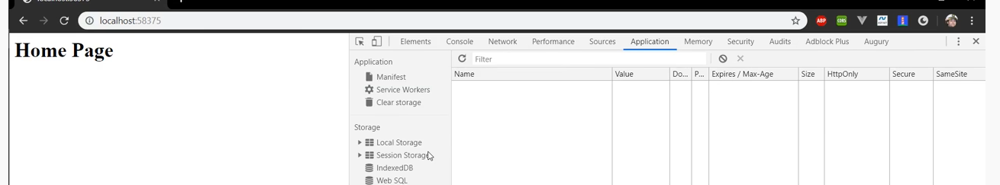 localhost:58375
Home Page
Elements Console Network Performance Sources Application Memory Security Audits Adblock Plus Augury
Application
Manifest
Service Workers
Clear storage
Storage
Local Storage
Session Storage
IndexedDB
Web SQL
Filter
Name Value Do... P... Expires / Max-Age Size HttpOnly Secure SameSite
ABP
CORS